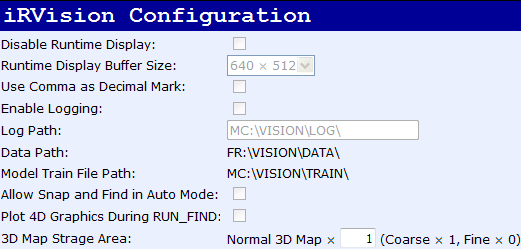 iRVision Configuration
Disable Runtime Display:
Runtime Display Buffer Size: 640 × 512
Use Comma as Decimal Mark:
Enable Logging:
Log Path: MC:\VISION\LOG\
Data Path: FR:\VISION\DATA\
Model Train File Path: MC:\VISION\TRAIN\
Allow Snap and Find in Auto Mode:
Plot 4D Graphics During RUN_FIND:
3D Map Strage Area: Normal 3D Map × 1 (Coarse × 1, Fine × 0)